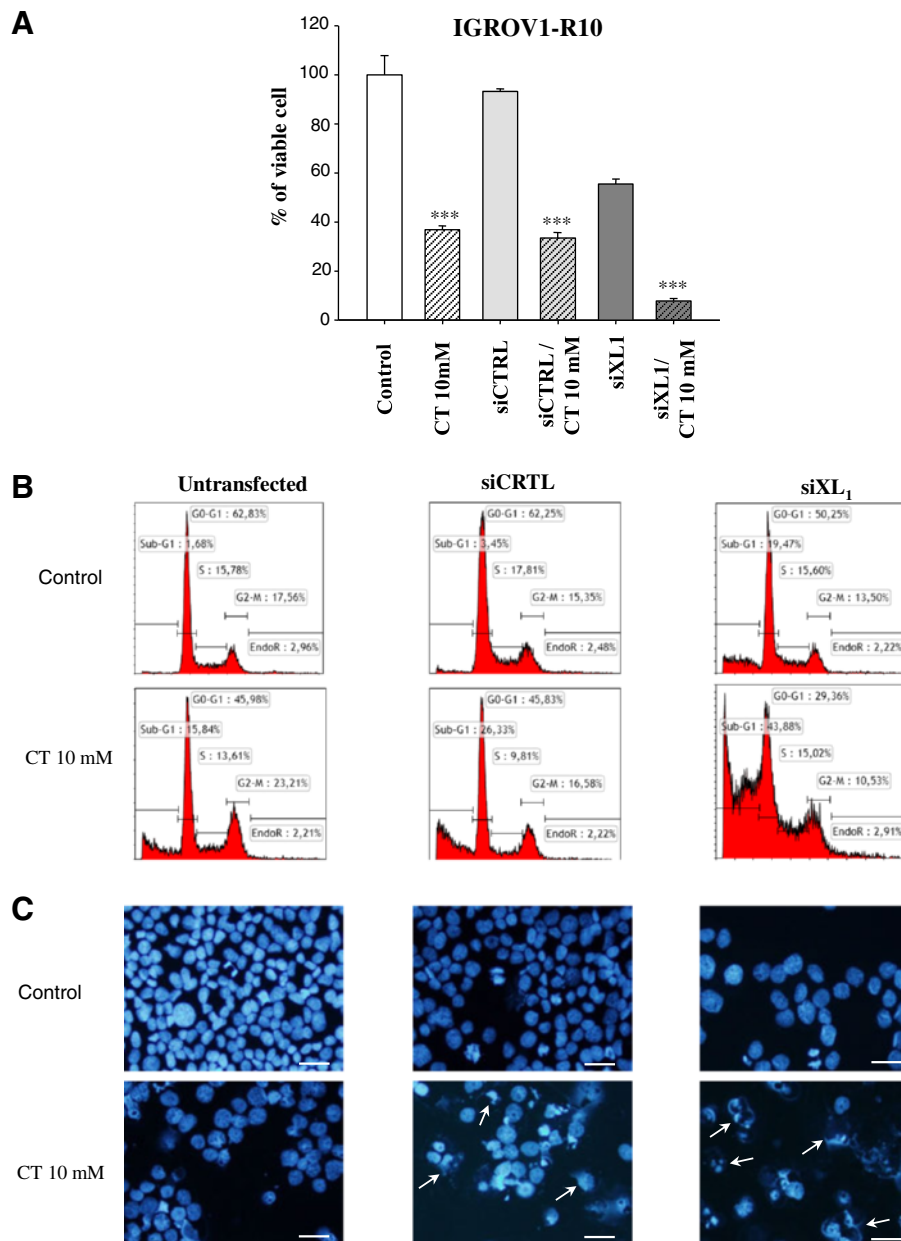 A
IGROV1-R10
% of viable cell
120
100
80
60
40
20
0
***
***
***
Control
CT 10mM
siCTRL
siCTRL /
CT 10 mM
siXL1
siXL1/
CT 10 mM
B
Untransfected
siCRTL
siXL1
Control
G0-G1 : 62,83%
Sub-G1 : 1,68%
S : 15,78%
G2-M : 17,56%
EndoR : 2,96%
G0-G1 : 62,25%
Sub-G1 : 3,45%
S : 17,81%
G2-M : 15,35%
EndoR : 2,48%
G0-G1 : 50,25%
Sub-G1 : 19,47%
S : 15,60%
G2-M : 13,50%
EndoR : 2,22%
CT 10 mM
G0-G1 : 45,98%
Sub-G1 : 15,84%
S : 13,61%
G2-M : 23,21%
EndoR : 2,21%
G0-G1 : 45,83%
Sub-G1 : 26,33%
S : 9,81%
G2-M : 16,58%
EndoR : 2,22%
G0-G1 : 29,36%
Sub-G1 : 43,88%
S : 15,02%
G2-M : 10,53%
EndoR : 2,91%
C
Control
CT 10 mM